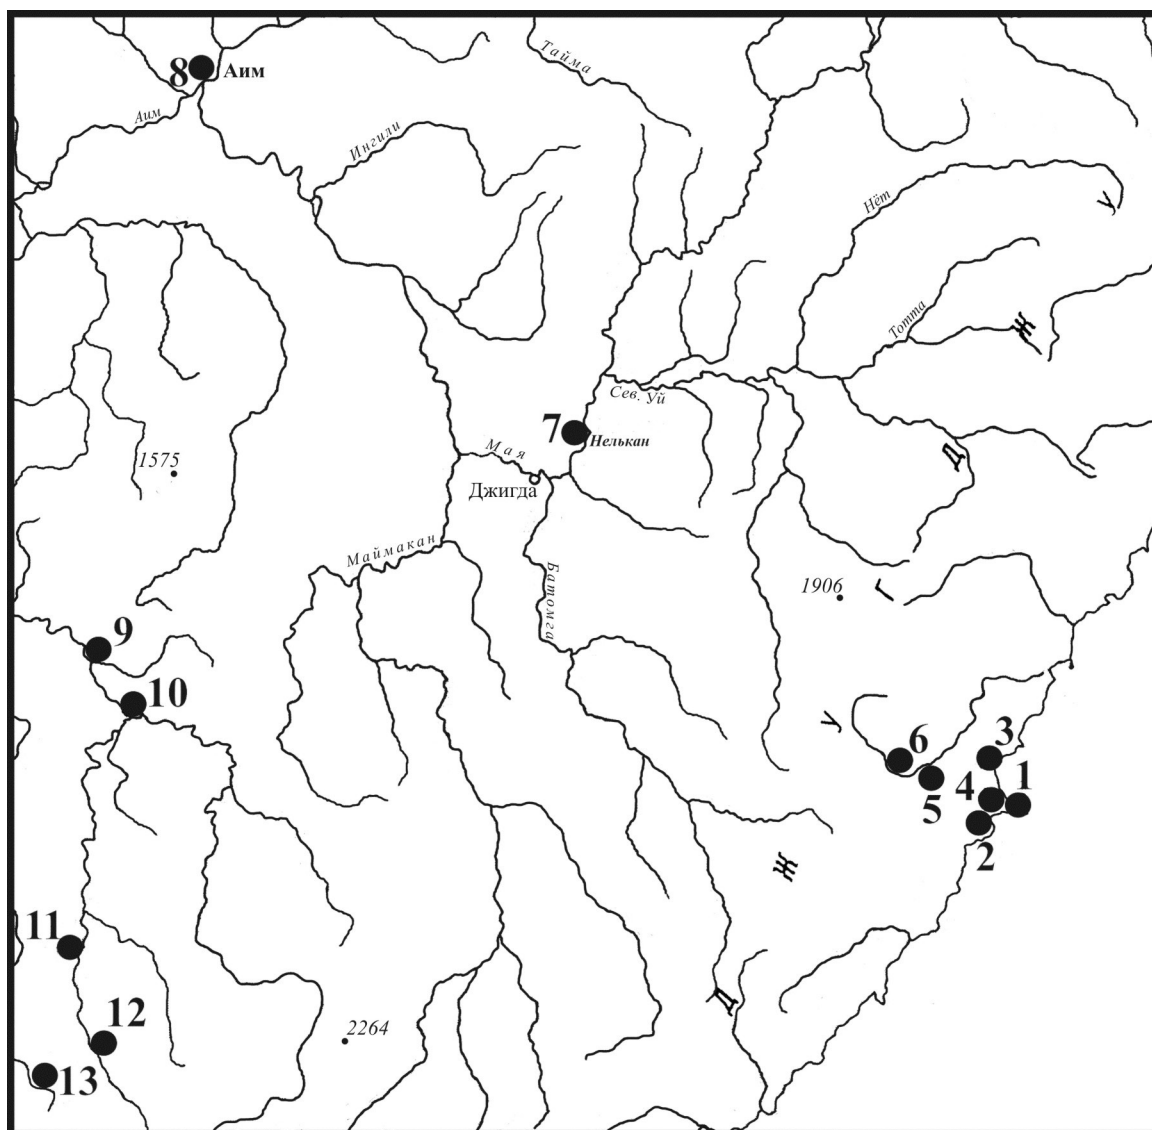 Тайма
8
Аим
Аим
Ингили
Нёт
У
Тотта
Ж
Сев. Уй
7
Нелькан
Мая
Д
1575
Джигда
Маймакан
Батомга
1906
Г
9
10
У
6
3
5
4
1
2
Ж
11
Д
12
2264
13